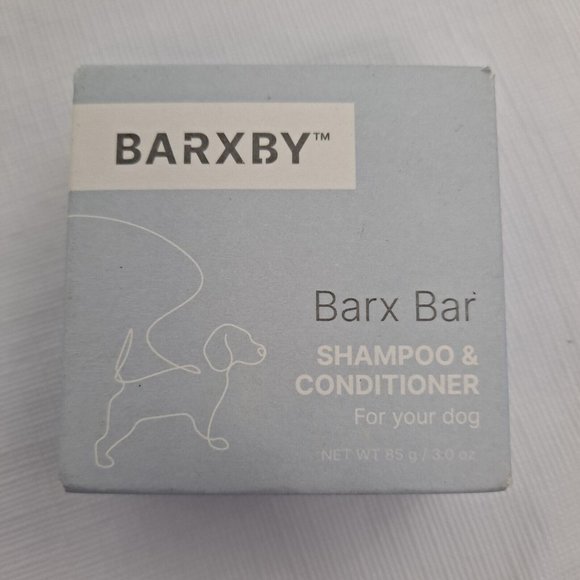 BARXBY™
Barx Bar
SHAMPOO &
CONDITIONER
For your dog
NET WT 85 g / 3.0 oz